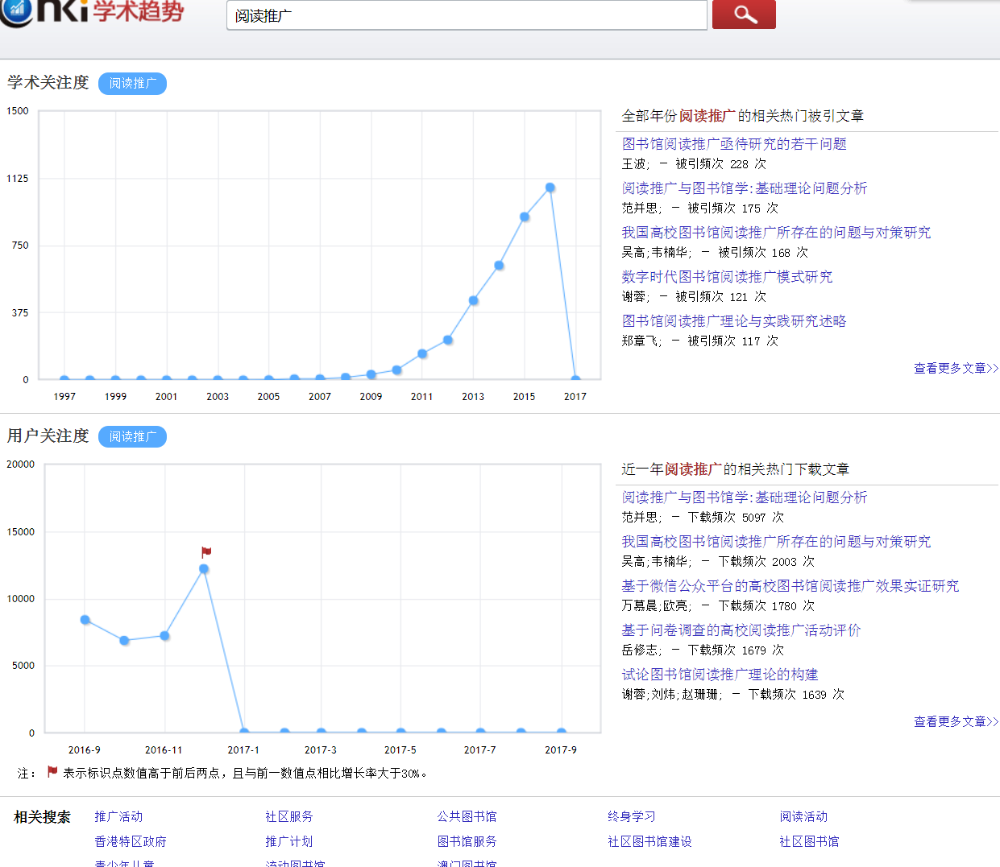 cnki 学术趋势
阅读推广
学术关注度 阅读推广
1500
1125
750
375
0
1997 1999 2001 2003 2005 2007 2009 2011 2013 2015 2017
全部年份阅读推广的相关热门被引文章
图书馆阅读推广亟待研究的若干问题
王波; — 被引频次 228 次
阅读推广与图书馆学:基础理论问题分析
范并思; — 被引频次 175 次
我国高校图书馆阅读推广所存在的问题与对策研究
吴高;韦楠华; — 被引频次 168 次
数字时代图书馆阅读推广模式研究
谢蓉; — 被引频次 121 次
图书馆阅读推广理论与实践研究述略
郑章飞; — 被引频次 117 次
查看更多文章>>
用户关注度 阅读推广
20000
15000
10000
5000
0
2016-9 2016-11 2017-1 2017-3 2017-5 2017-7 2017-9
注： 表示标识点数值高于前后两点，且与前一数值点相比增长率大于30%。
近一年阅读推广的相关热门下载文章
阅读推广与图书馆学:基础理论问题分析
范并思; — 下载频次 5097 次
我国高校图书馆阅读推广所存在的问题与对策研究
吴高;韦楠华; — 下载频次 2003 次
基于微信公众平台的高校图书馆阅读推广效果实证研究
万慕晨;欧亮; — 下载频次 1780 次
基于问卷调查的高校阅读推广活动评价
岳修志; — 下载频次 1679 次
试论图书馆阅读推广理论的构建
谢蓉;刘炜;赵珊珊; — 下载频次 1639 次
查看更多文章>>
相关搜索 推广活动 社区服务 公共图书馆 终身学习 阅读活动
香港特区政府 推广计划 图书馆服务 社区图书馆建设 社区图书馆
青少年儿童 流动图书馆 澳门图书馆